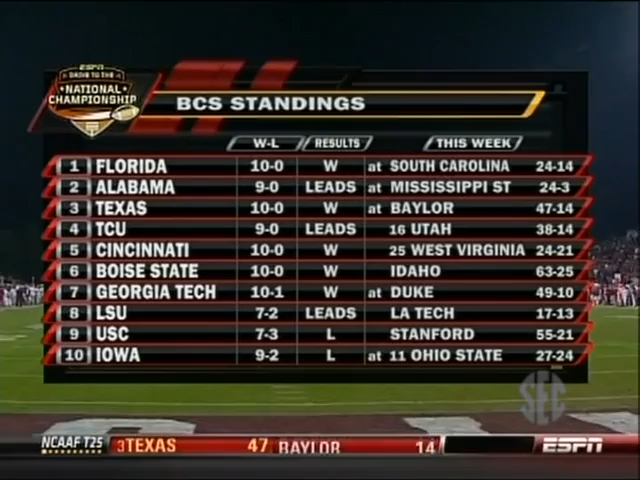 ESPN
DRIVE TO THE
NATIONAL
CHAMPIONSHIP
BCS STANDINGS
W-L RESULTS THIS WEEK
1 FLORIDA 10-0 W at SOUTH CAROLINA 24-14
2 ALABAMA 9-0 LEADS at MISSISSIPPI ST 24-3
3 TEXAS 10-0 W at BAYLOR 47-14
4 TCU 9-0 LEADS 16 UTAH 38-14
5 CINCINNATI 10-0 W 25 WEST VIRGINIA 24-21
6 BOISE STATE 10-0 W IDAHO 63-25
7 GEORGIA TECH 10-1 W at DUKE 49-10
8 LSU 7-2 LEADS LA TECH 17-13
9 USC 7-3 L STANFORD 55-21
10 IOWA 9-2 L at 11 OHIO STATE 27-24
SEC
NCAAF T25 3 TEXAS 47 BAYLOR 14 ESPN